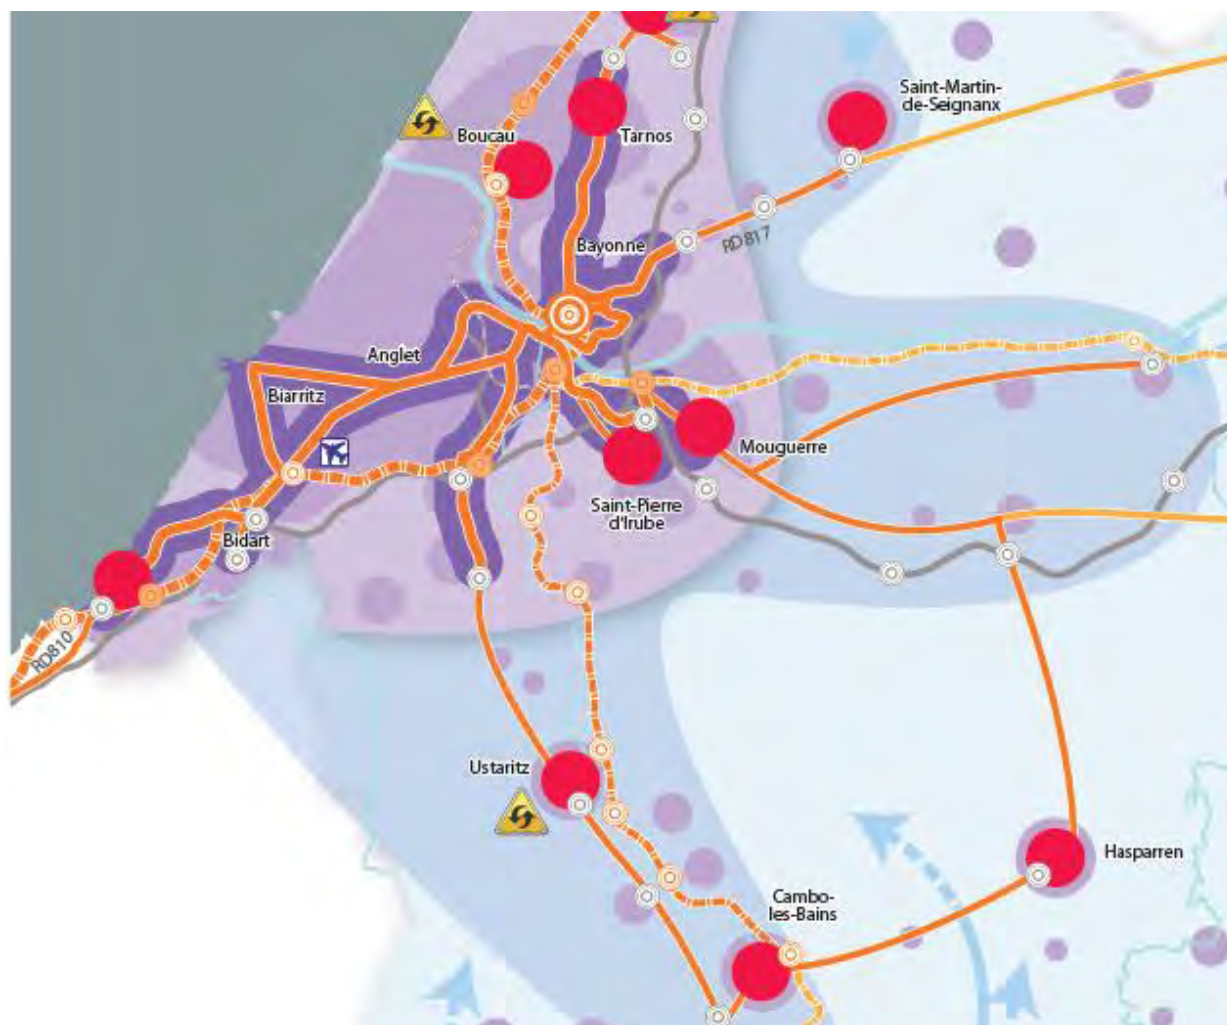 Saint-Martin-
de-Seignanx
Boucau
Tarnos
Bayonne
RD817
Anglet
Biarritz
Mouguerre
Saint-Pierre
d'Irube
Bidart
RD810
Ustaritz
Hasparren
Cambo-
les-Bains